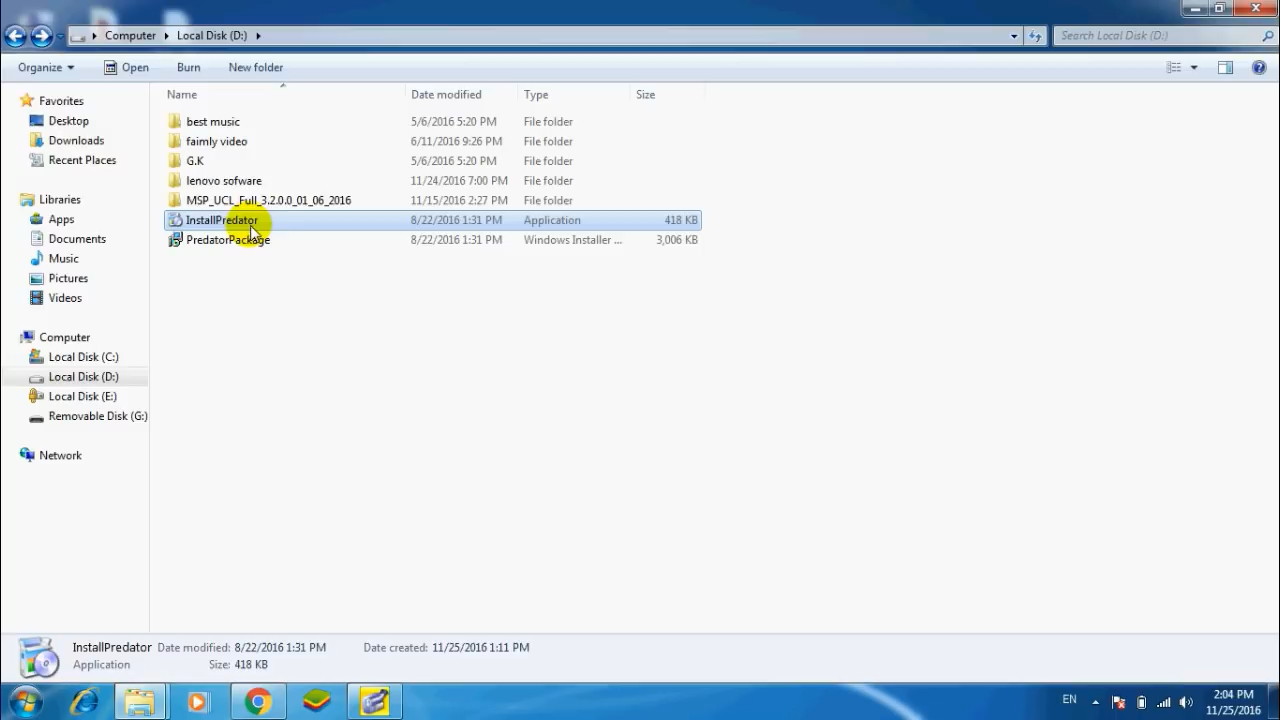 Computer Local Disk (D:) Search Local Disk (D:)
Organize Open Burn New folder
Name Date modified Type Size
Favorites
Desktop
Downloads
Recent Places
Libraries
Apps
Documents
Music
Pictures
Videos
Computer
Local Disk (C:)
Local Disk (D:)
Local Disk (E:)
Removable Disk (G:)
Network
best music 5/6/2016 5:20 PM File folder
faimly video 6/11/2016 9:26 PM File folder
G.K 5/6/2016 5:20 PM File folder
lenovo sofware 11/24/2016 7:00 PM File folder
MSP_UCL_Full_3.2.0.0_01_06_2016 11/15/2016 2:27 PM File folder
InstallPredator 8/22/2016 1:31 PM Application 418 KB
PredatorPackage 8/22/2016 1:31 PM Windows Installer ... 3,006 KB
InstallPredator Date modified: 8/22/2016 1:31 PM Date created: 11/25/2016 1:11 PM
Application Size: 418 KB
EN 2:04 PM
11/25/2016